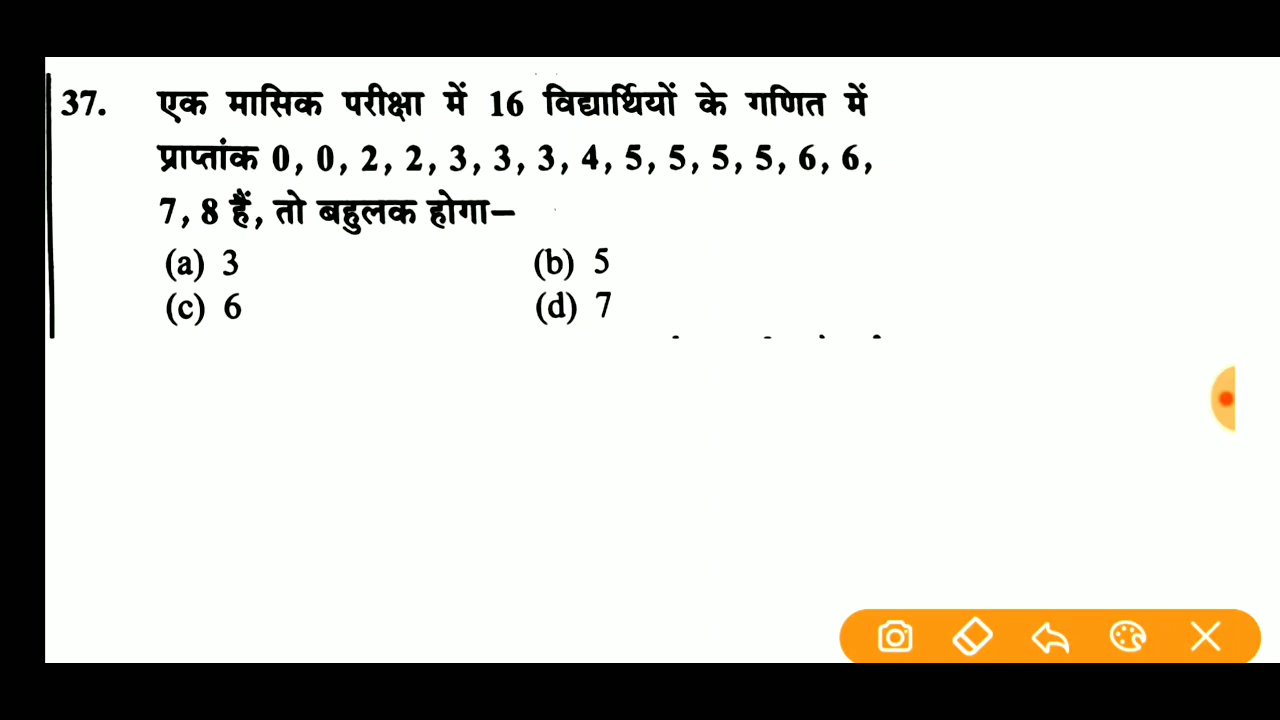 37. एक मासिक परीक्षा में 16 विद्यार्थियों के गणित में
प्राप्तांक 0, 0, 2, 2, 3, 3, 3, 4, 5, 5, 5, 5, 6, 6,
7, 8 हैं, तो बहुलक होगा–
(a) 3 (b) 5
(c) 6 (d) 7